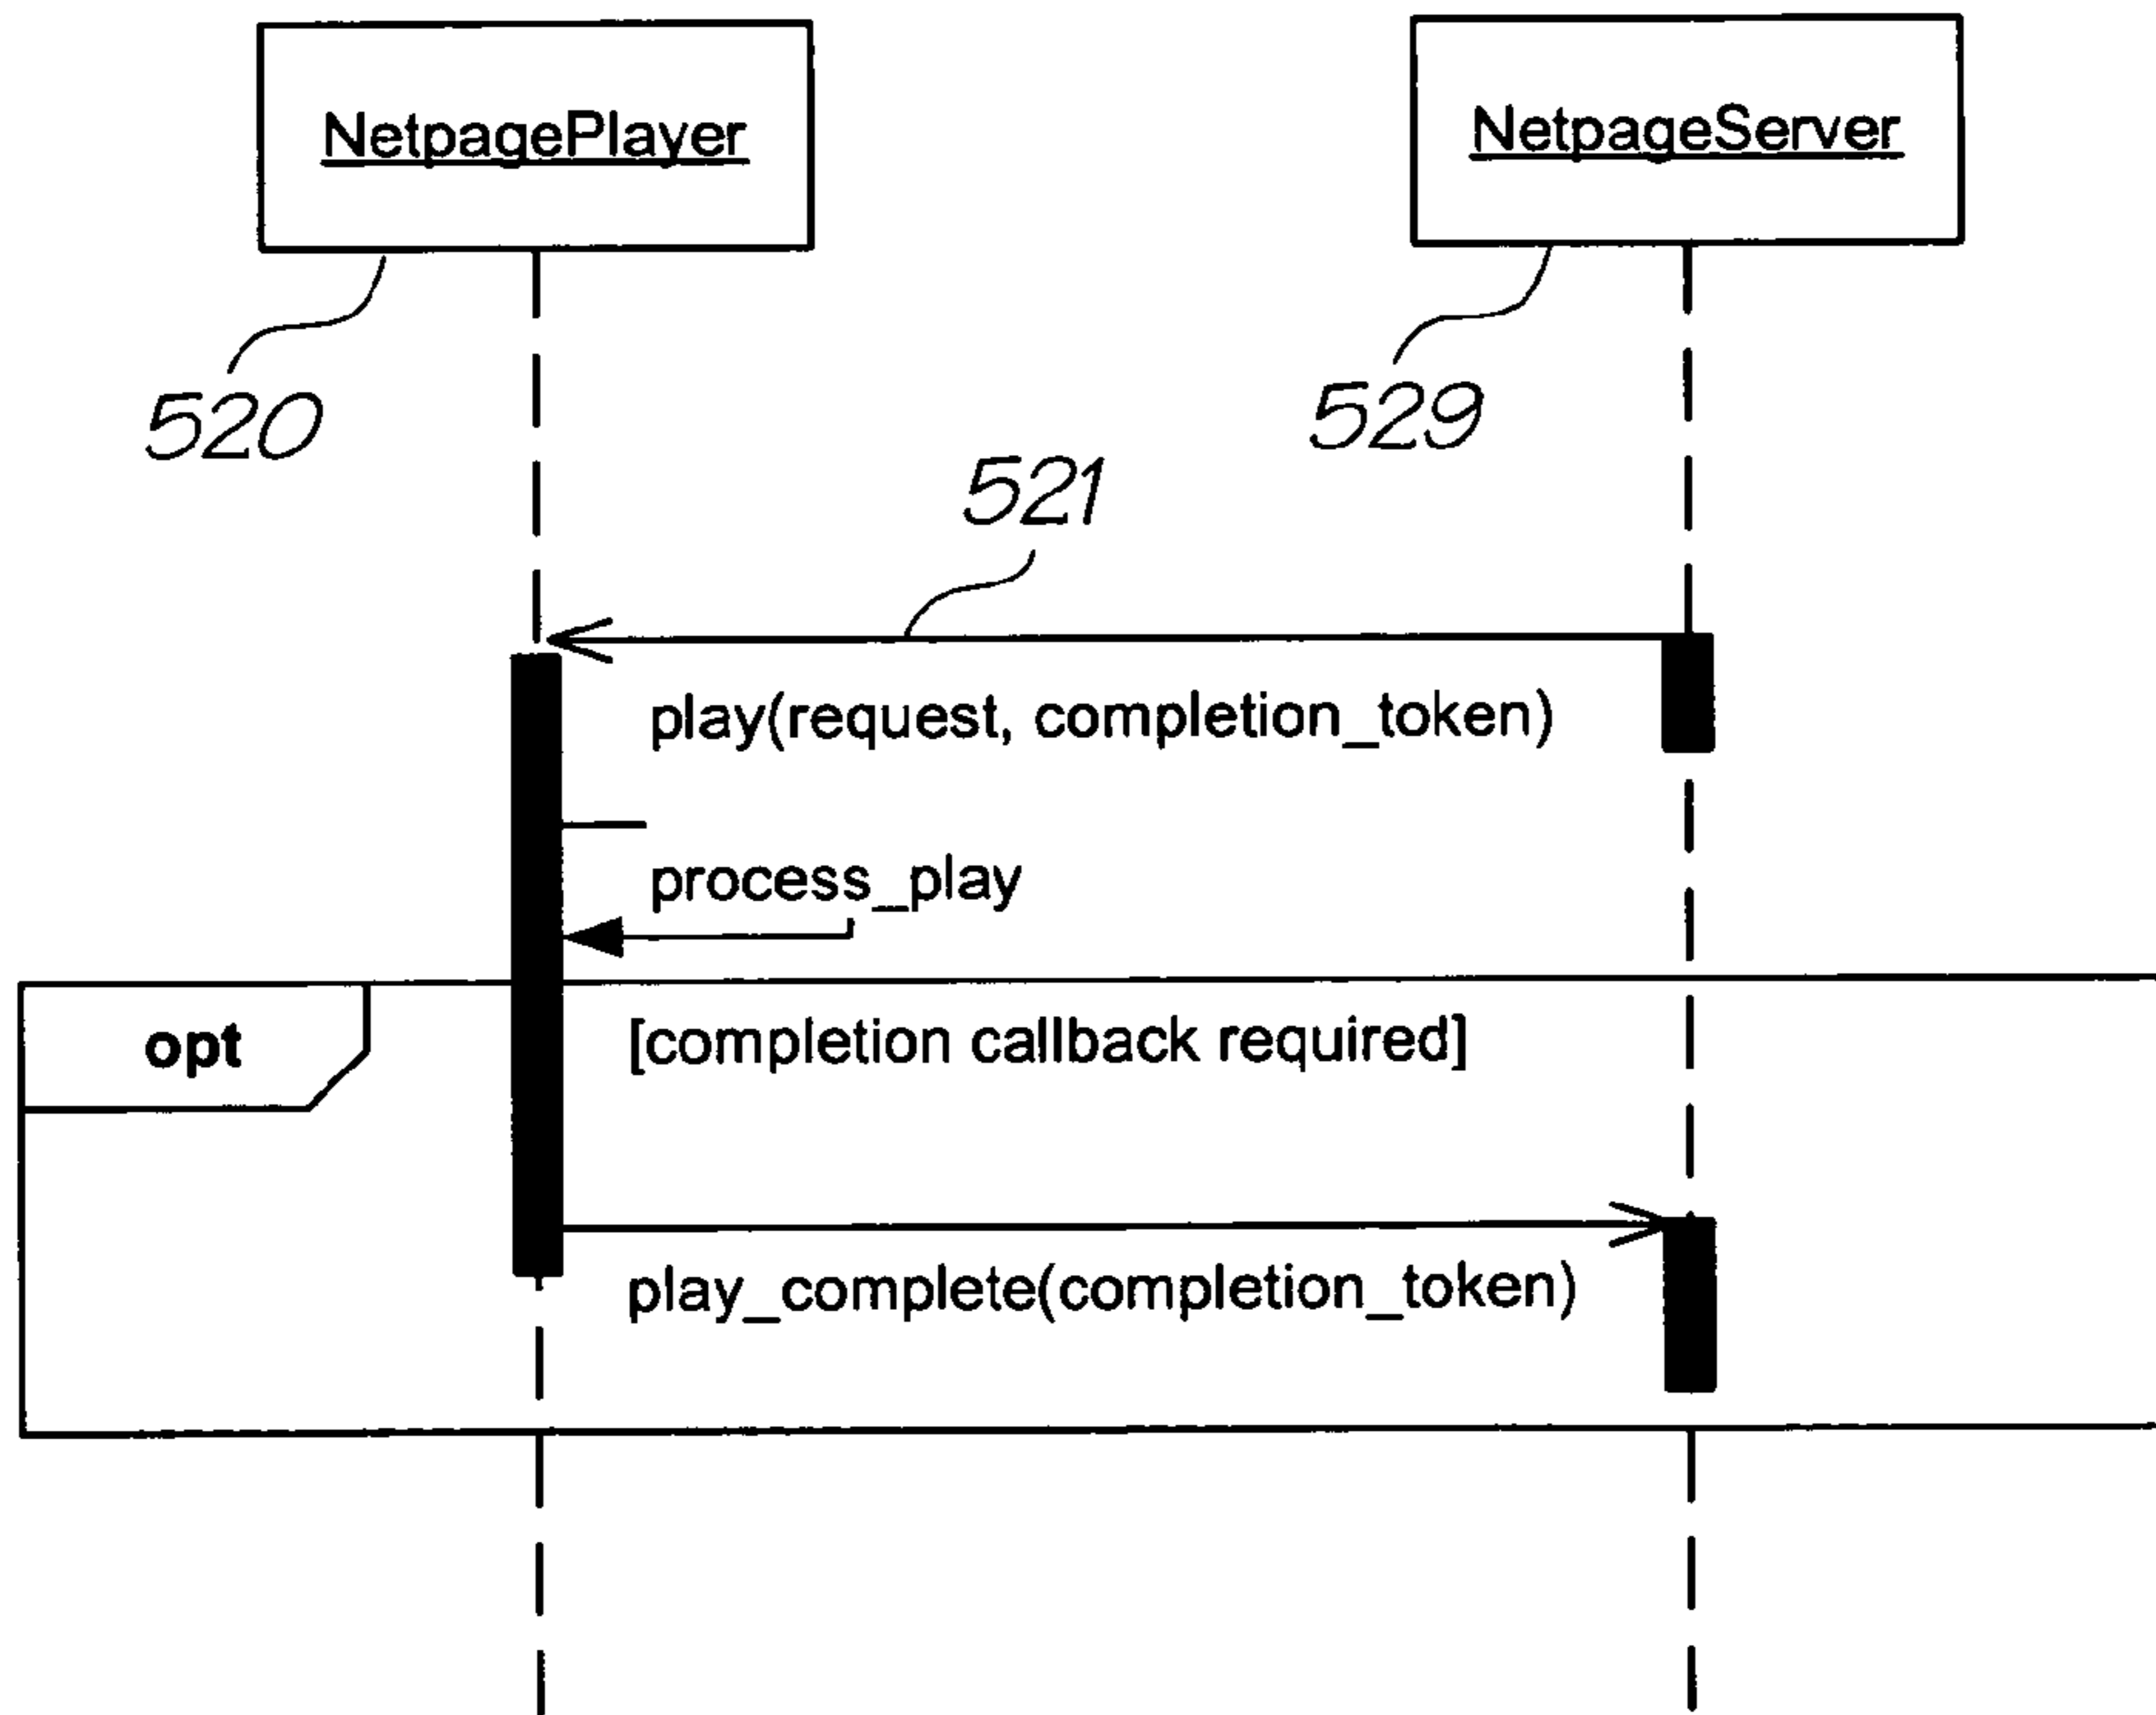 NetpagePlayer
NetpageServer
520
529
521
play(request, completion_token)
process_play
opt
[completion callback required]
play_complete(completion_token)